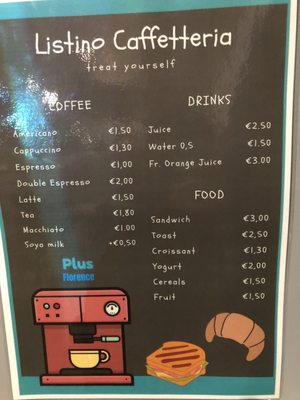 Listino Caffetteria
treat yourself
COFFEE
Americano €1,50
Cappuccino €1,30
Espresso €1,00
Double Espresso €2,00
Latte €1,50
Tea €1,80
Macchiato €1,00
Soya milk +€0,50
DRINKS
Juice €2,50
Water 0,5 €1,50
Fr. Orange Juice €3,00
FOOD
Sandwich €3,00
Toast €2,50
Croissant €1,30
Yogurt €2,00
Cereals €1,50
Fruit €1,50
Plus
Florence